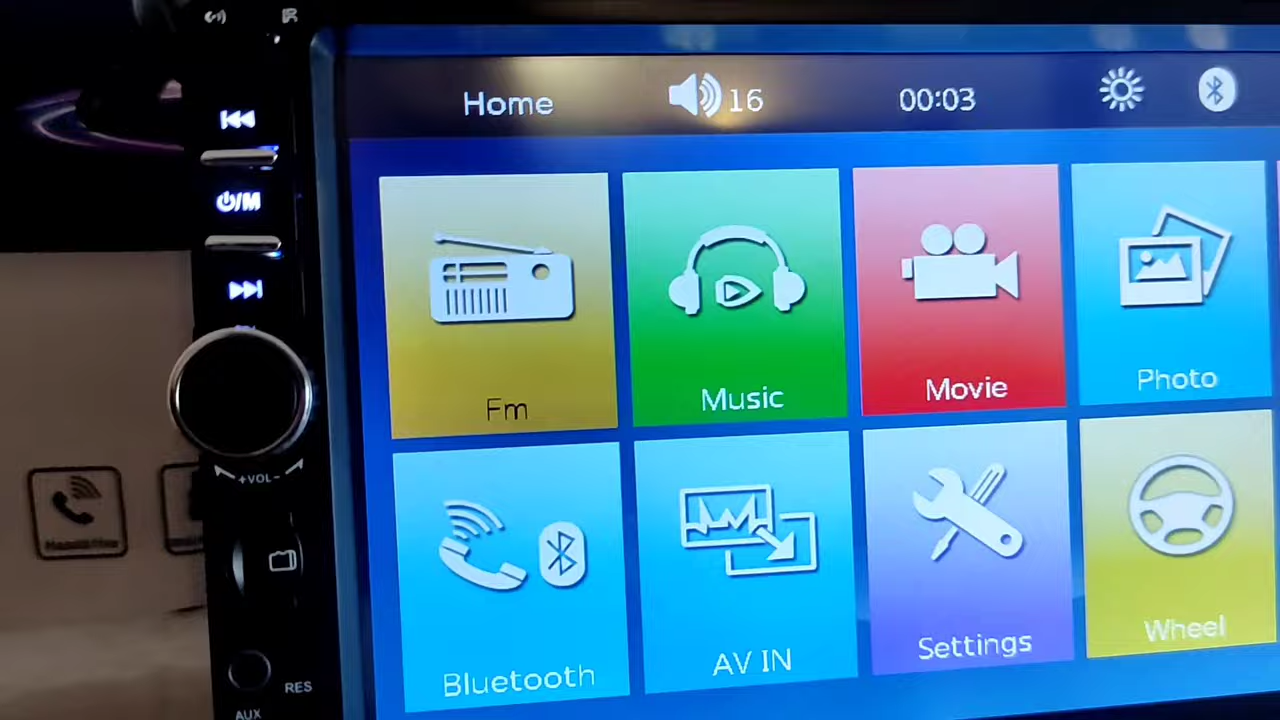 Home 16 00:03
⏻/M
Fm Music Movie Photo
+VOL-
Bluetooth AV IN Settings Wheel
RES
AUX